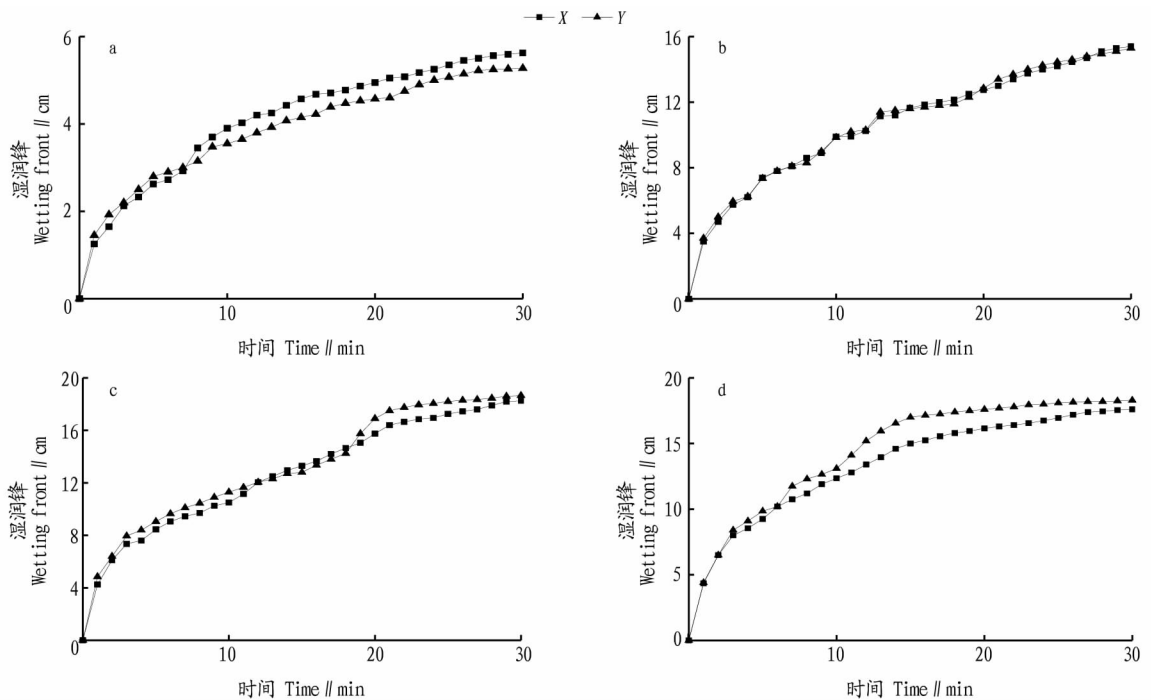 X Y
a
6
4
2
0
10 20 30
湿润锋
Wetting front // cm
时间 Time // min
b
16
12
8
4
0
10 20 30
湿润锋
Wetting front // cm
时间 Time // min
c
20
16
12
8
4
0
10 20 30
湿润锋
Wetting front // cm
时间 Time // min
d
20
15
10
5
0
10 20 30
湿润锋
Wetting front // cm
时间 Time // min